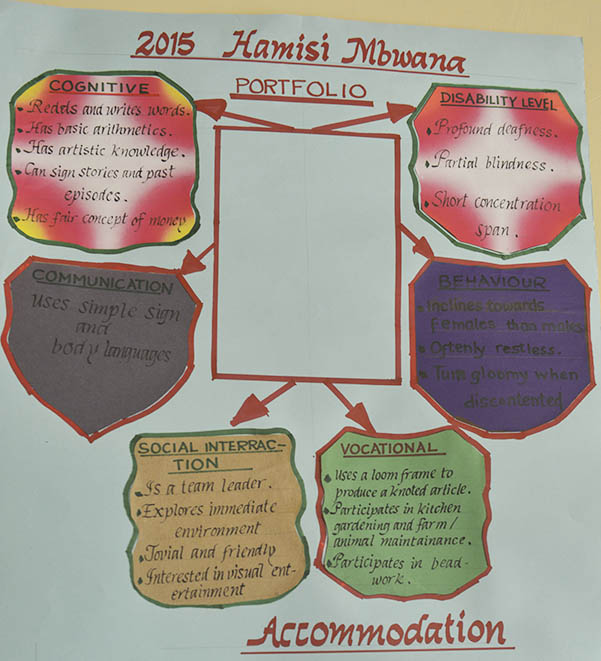 2015 Hamisi Mbwana
PORTFOLIO
COGNITIVE
Reads and writes words.
Has basic arithmetics.
Has artistic knowledge.
Can sign stories and past
episodes.
Has fair concept of money
DISABILITY LEVEL
Profound deafness.
Partial blindness.
Short concentration
span.
COMMUNICATION
Uses simple sign
and
body languages
BEHAVIOUR
Inclines towards
females than males
Oftenly restless.
Turn gloomy when
discontented
SOCIAL INTERRAC-
TION
Is a team leader.
Explores immediate
environment
Jovial and friendly
Interested in visual ent-
ertainment
VOCATIONAL
Uses a loom frame to
produce a knoted article.
Participates in kitchen
gardening and farm/
animal maintainance.
Participates in bead-
work.
Accommodation